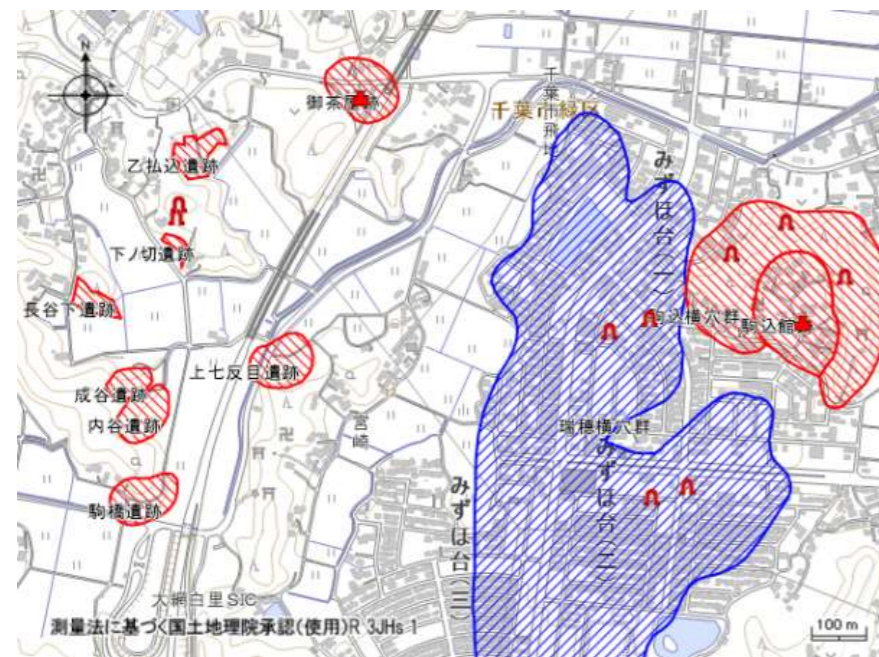 N
御茶屋跡
千葉市緑区
千葉市飛地
乙払込遺跡
みずほ台(一)
下ノ切遺跡
長谷下遺跡
駒込横穴群
駒込館
上七反目遺跡
成谷遺跡
内谷遺跡
宮崎
瑞穂横穴群
みずほ台(二)
みずほ台(三)
駒橋遺跡
大網白里SIC
測量法に基づく国土地理院承認(使用)R 3JHs 1
100 m